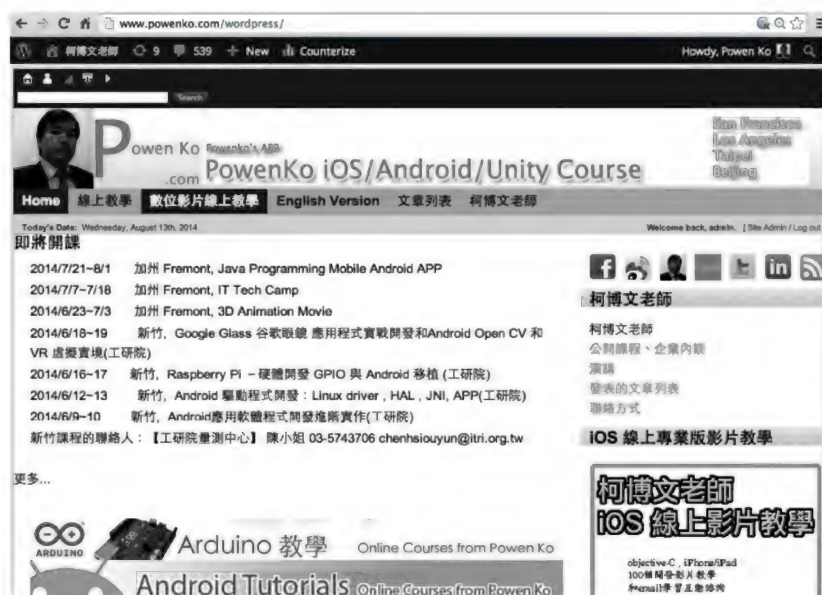 www.powenko.com/wordpress/
柯博文老師 9 539 + New Counterize Howdy, Powen Ko
Search
Powen Ko Powenko's APP
.com PowenKo iOS/Android/Unity Course
San Francisco
Los Angeles
Taipei
Beijing
Home 線上教學 數位影片線上教學 English Version 文章列表 柯博文老師
Today's Date: Wednesday, August 13th, 2014 Welcome back, admin. [ Site Admin / Log out
即將開課
2014/7/21~8/1 加州 Fremont, Java Programming Mobile Android APP
2014/7/7~7/18 加州 Fremont, IT Tech Camp
2014/6/23~7/3 加州 Fremont, 3D Animation Movie
2014/6/18~19 新竹, Google Glass 谷歌眼鏡 應用程式實戰開發和Android Open CV 和
VR 虛擬實境(工研院)
2014/6/16~17 新竹, Raspberry Pi - 硬體開發 GPIO 與 Android 移植 (工研院)
2014/6/12~13 新竹, Android 驅動程式開發：Linux driver , HAL , JNI, APP(工研院)
2014/6/9~10 新竹, Android應用軟體程式開發進階實作(工研院)
新竹課程的聯絡人：【工研院量測中心】 陳小姐 03-5743706 chenhsiouyun@itri.org.tw
更多...
柯博文老師
柯博文老師
公開課程、企業內訓
演講
發表的文章列表
聯絡方式
iOS 線上專業版影片教學
柯博文老師
iOS 線上影片教學
objective-C , iPhone/iPad
100個開發影片教學
和email學習互動諮詢
ARDUINO
Arduino 教學 Online Courses from Powen Ko
Android Tutorials Online Courses from Powen Ko